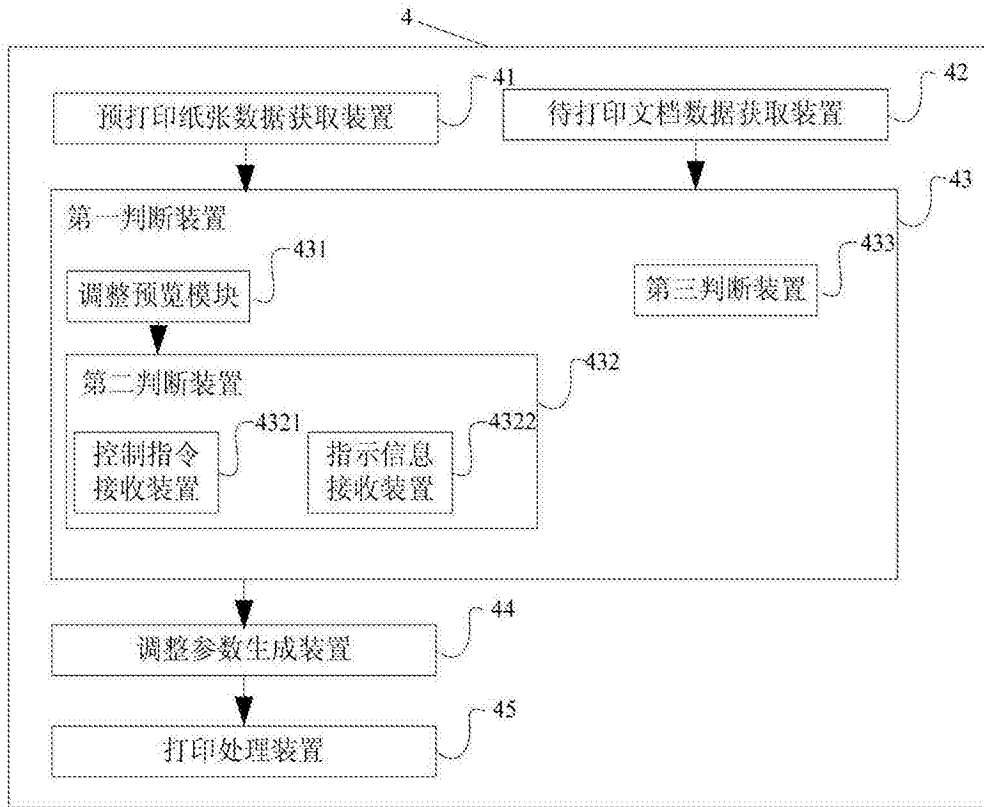 4
41
预打印纸张数据获取装置
42
待打印文档数据获取装置
43
第一判断装置
431
调整预览模块
433
第三判断装置
432
第二判断装置
4321
控制指令
接收装置
4322
指示信息
接收装置
44
调整参数生成装置
45
打印处理装置